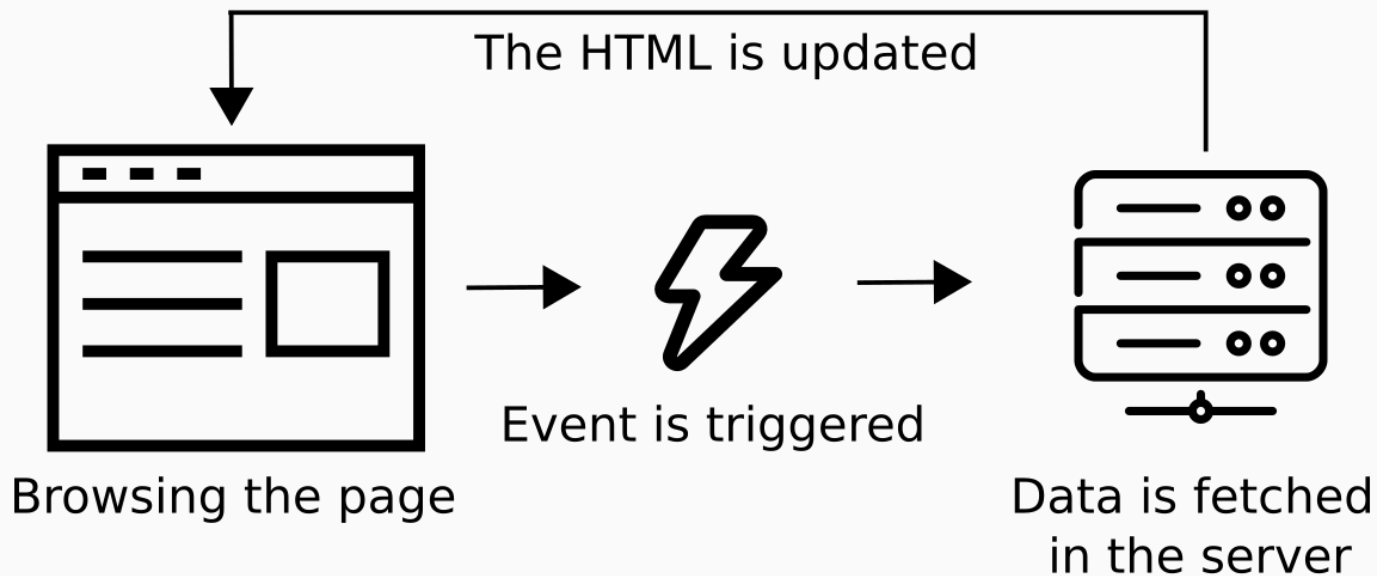 The HTML is updated
Event is triggered
Browsing the page
Data is fetched
in the server